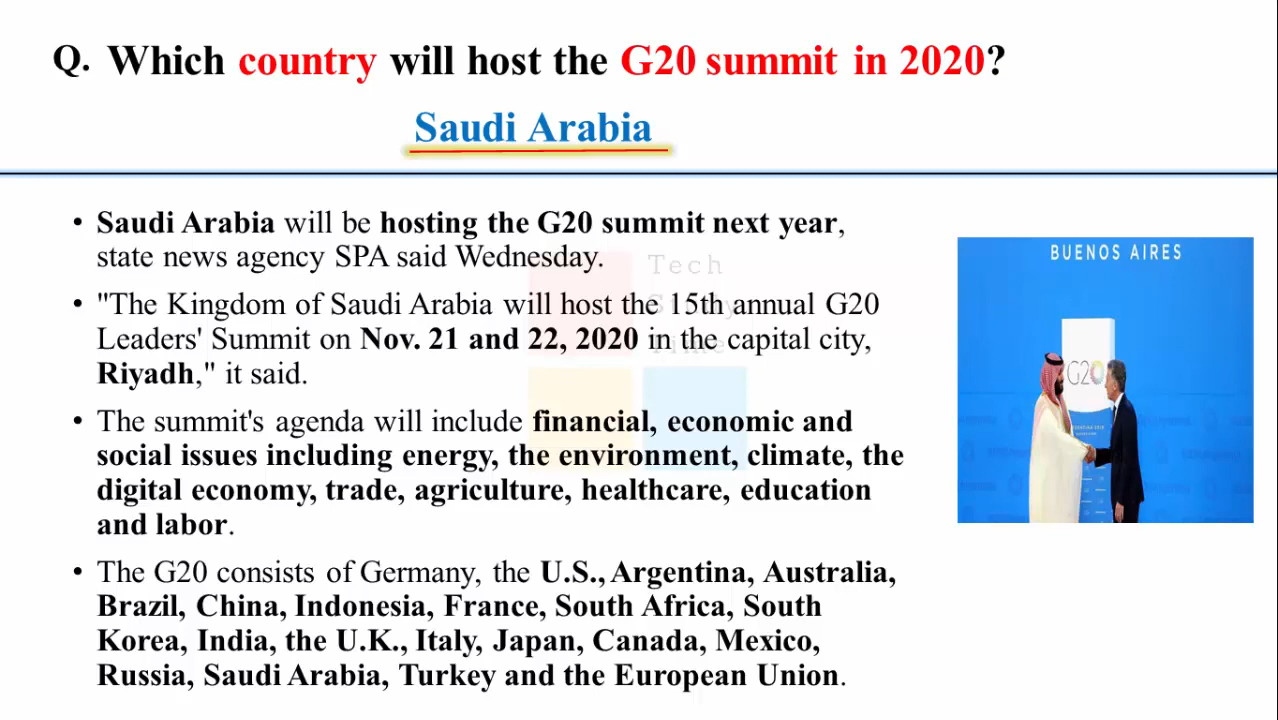 Q. Which country will host the G20 summit in 2020?
Saudi Arabia
• Saudi Arabia will be hosting the G20 summit next year,
state news agency SPA said Wednesday.
• "The Kingdom of Saudi Arabia will host the 15th annual G20
Leaders' Summit on Nov. 21 and 22, 2020 in the capital city,
Riyadh," it said.
• The summit's agenda will include financial, economic and
social issues including energy, the environment, climate, the
digital economy, trade, agriculture, healthcare, education
and labor.
• The G20 consists of Germany, the U.S., Argentina, Australia,
Brazil, China, Indonesia, France, South Africa, South
Korea, India, the U.K., Italy, Japan, Canada, Mexico,
Russia, Saudi Arabia, Turkey and the European Union.
Tech
Study
Time
BUENOS AIRES
G20